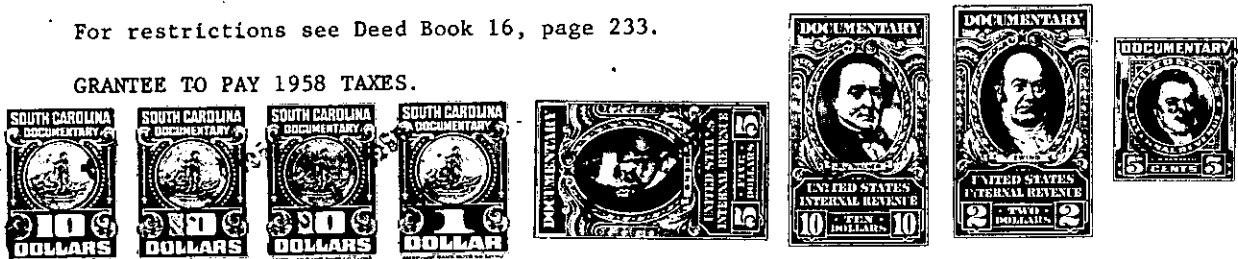 For restrictions see Deed Book 16, page 233.
GRANTEE TO PAY 1958 TAXES.
SOUTH CAROLINA
DOCUMENTARY
10
DOLLARS
SOUTH CAROLINA
DOCUMENTARY
DOLLARS
SOUTH CAROLINA
DOCUMENTARY
DOLLARS
SOUTH CAROLINA
DOCUMENTARY
1
DOLLAR
DOCUMENTARY
UNITED STATES
INTERNAL REVENUE
5 DOLLARS 5
DOCUMENTARY
UNITED STATES
INTERNAL REVENUE
10 TEN DOLLARS 10
DOCUMENTARY
UNITED STATES
INTERNAL REVENUE
2 TWO DOLLARS 2
DOCUMENTARY
5 CENTS 5